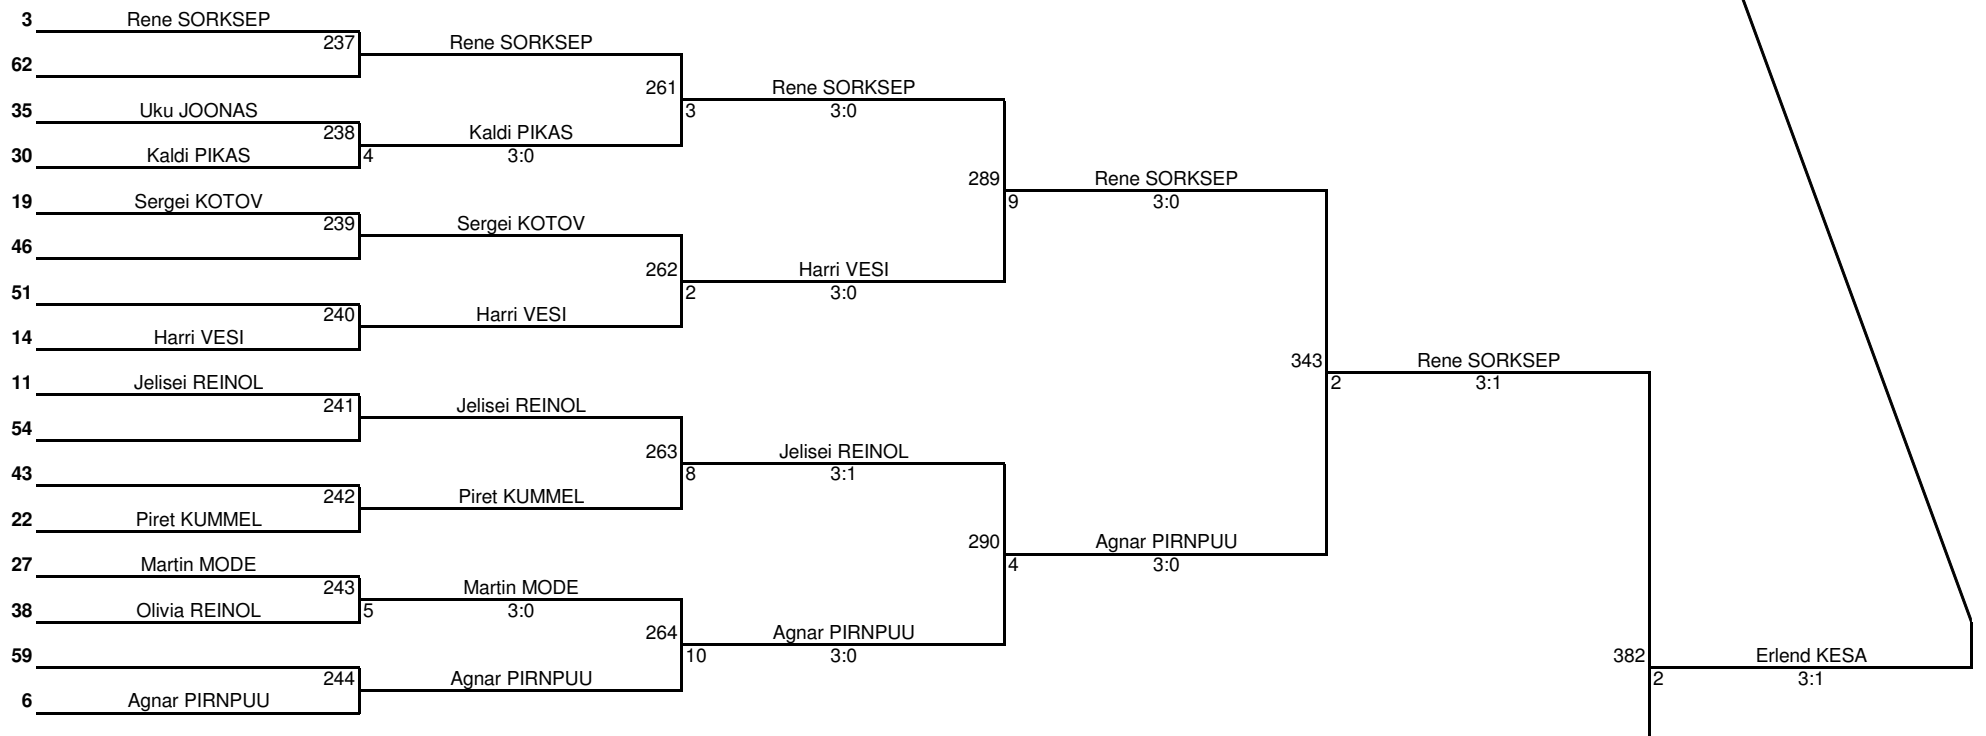 3 Rene SORKSEP
237 Rene SORKSEP
62
261 Rene SORKSEP
3 3:0
35 Uku JOONAS
238 Kaldi PIKAS
30 Kaldi PIKAS 4 3:0
289 Rene SORKSEP
19 Sergei KOTOV 9 3:0
239 Sergei KOTOV
46
262 Harri VESI
51 2 3:0
240 Harri VESI
14 Harri VESI
343 Rene SORKSEP
11 Jelisei REINOL 2 3:1
241 Jelisei REINOL
54
263 Jelisei REINOL
43 8 3:1
242 Piret KUMMEL
22 Piret KUMMEL
290 Agnar PIRNPUU
27 Martin MODE 4 3:0
243 Martin MODE
38 Olivia REINOL 5 3:0
264 Agnar PIRNPUU
59 10 3:0 382 Erlend KESA
244 Agnar PIRNPUU 2 3:1
6 Agnar PIRNPUU